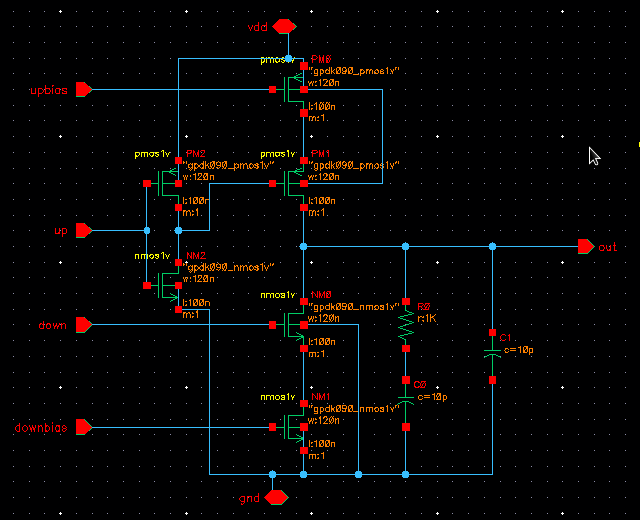 vdd
pmos1v PM0
"gpdk090_pmos1v"
w:120n
upbias
l:100n
m:1
pmos1v PM2
"gpdk090_pmos1v"
w:120n
l:100n
m:1
pmos1v PM1
"gpdk090_pmos1v"
w:120n
l:100n
m:1
up
out
nmos1v NM2
"gpdk090_nmos1v"
w:120n
l:100n
m:1
nmos1v NM0
"gpdk090_nmos1v"
w:120n
l:100n
m:1
down
R0
r:1K
C1
c=10p
C0
c=10p
nmos1v NM1
"gpdk090_nmos1v"
w:120n
l:100n
m:1
downbias
gnd